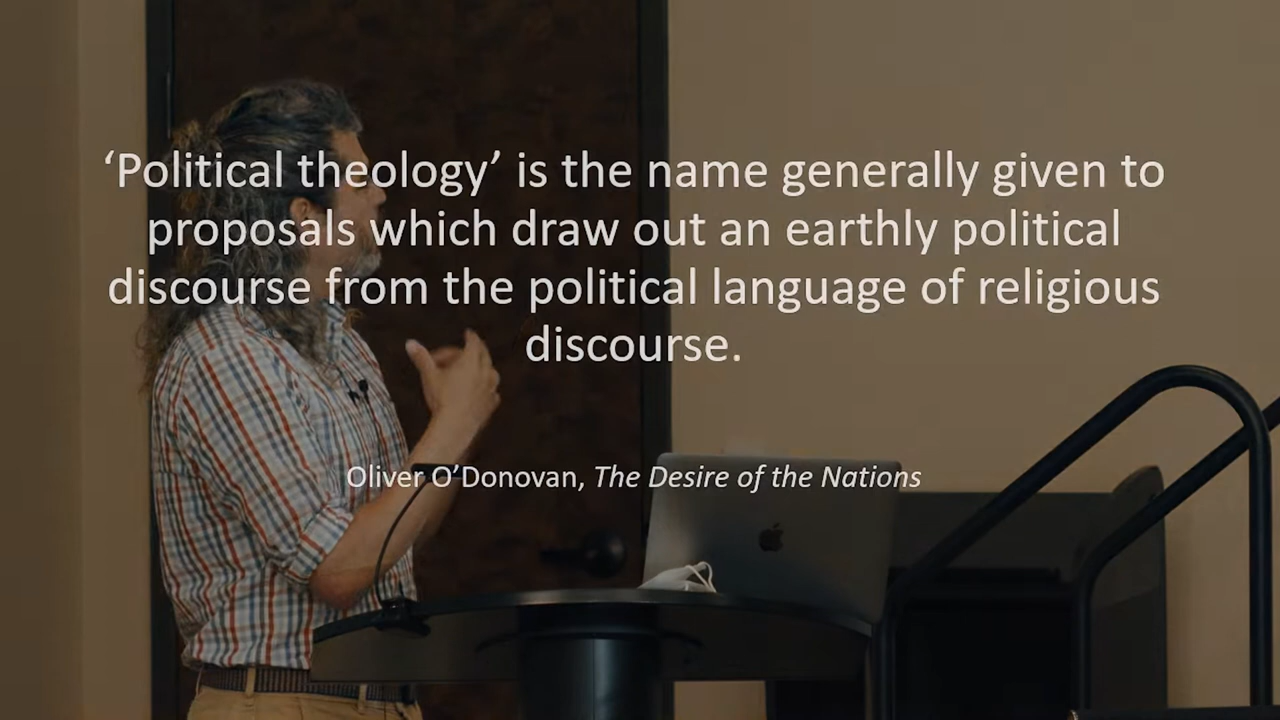 ‘Political theology’ is the name generally given to
proposals which draw out an earthly political
discourse from the political language of religious
discourse.
Oliver O’Donovan, The Desire of the Nations